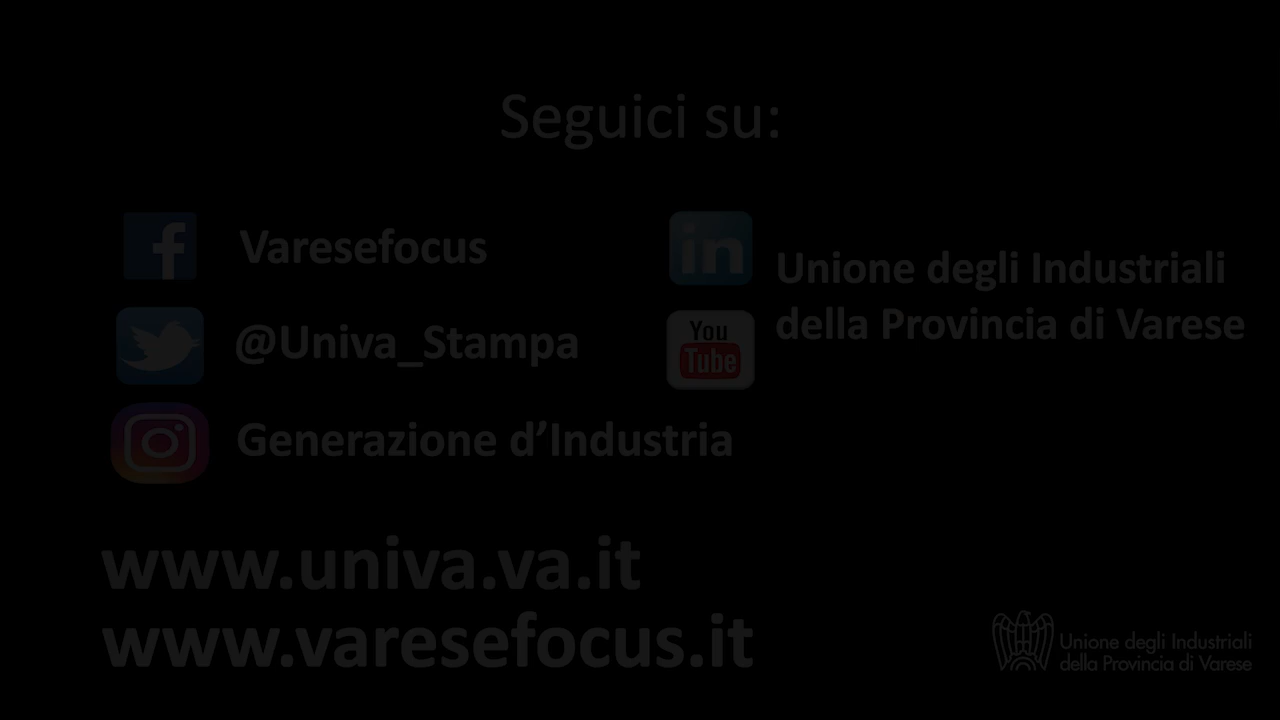 Seguici su:
Varesefocus
@Univa_Stampa
Generazione d’Industria
in
You
Tube
Unione degli Industriali
della Provincia di Varese
www.univa.va.it
www.varesefocus.it
Unione degli Industriali
della Provincia di Varese